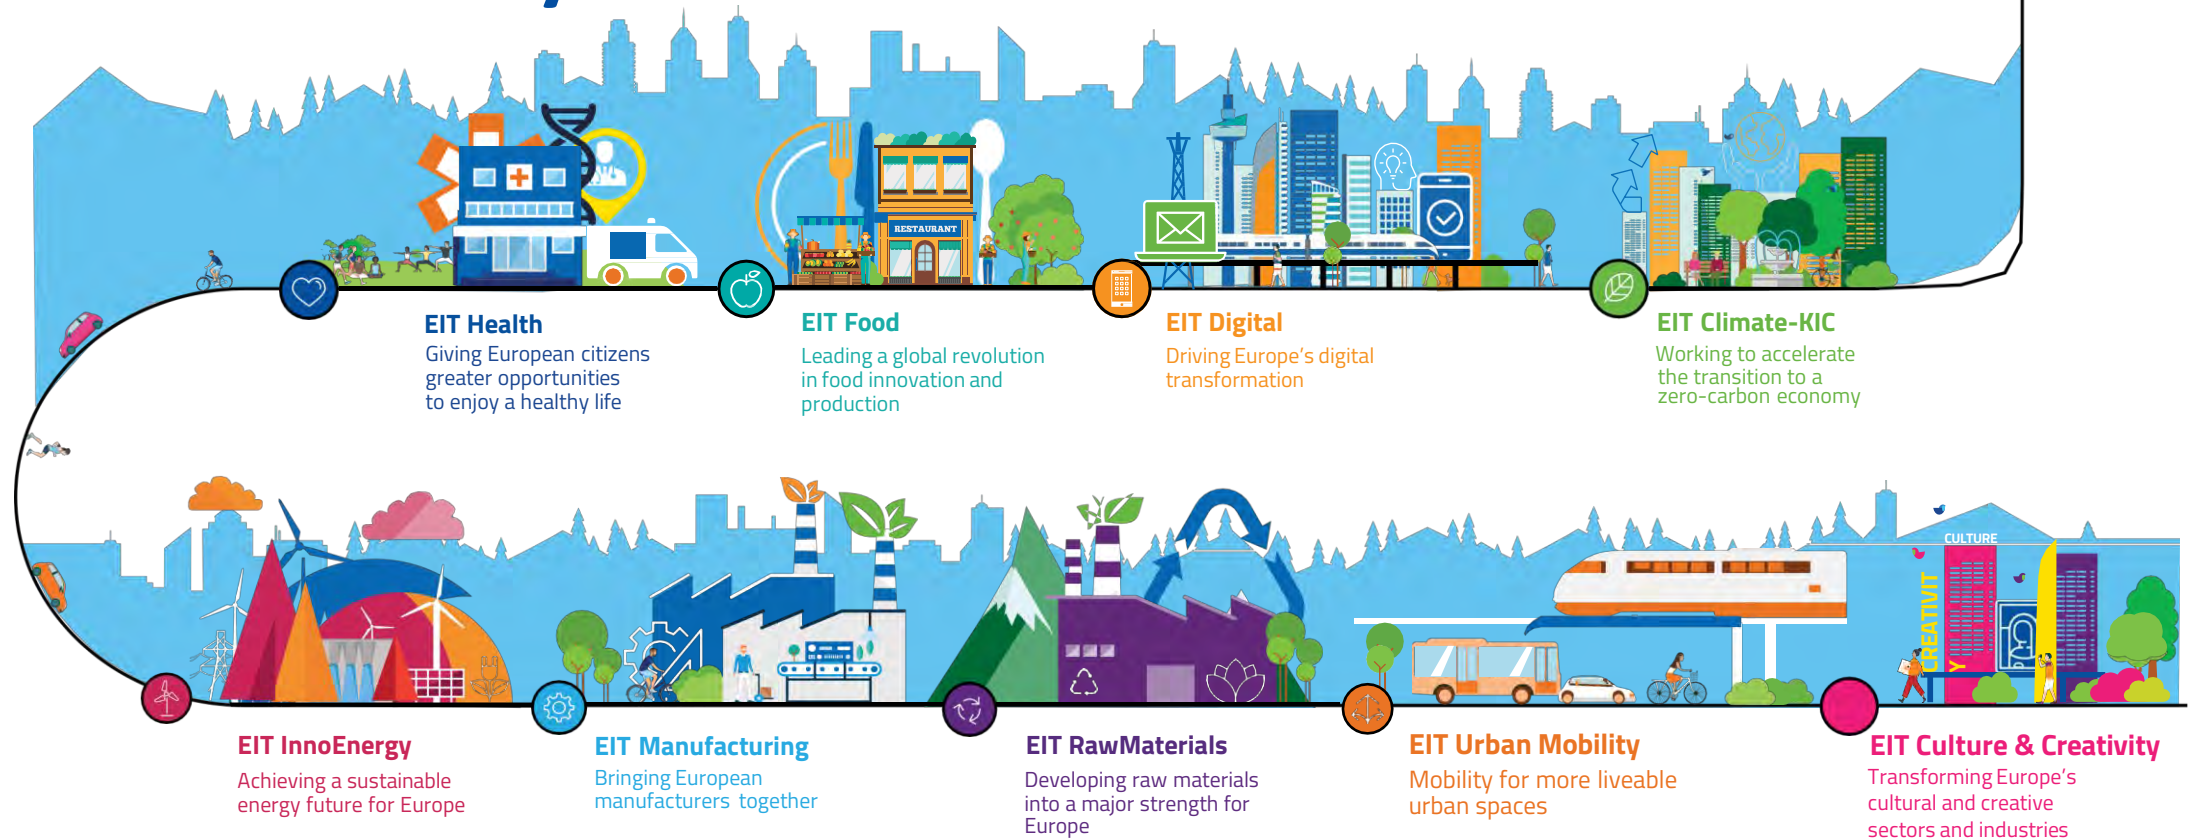 RESTAURANT
EIT Health
Giving European citizens
greater opportunities
to enjoy a healthy life
EIT Food
Leading a global revolution
in food innovation and
production
EIT Digital
Driving Europe's digital
transformation
EIT Climate-KIC
Working to accelerate
the transition to a
zero-carbon economy
CULTURE
CREATIVIT
Y
EIT InnoEnergy
Achieving a sustainable
energy future for Europe
EIT Manufacturing
Bringing European
manufacturers together
EIT RawMaterials
Developing raw materials
into a major strength for
Europe
EIT Urban Mobility
Mobility for more liveable
urban spaces
EIT Culture & Creativity
Transforming Europe's
cultural and creative
sectors and industries